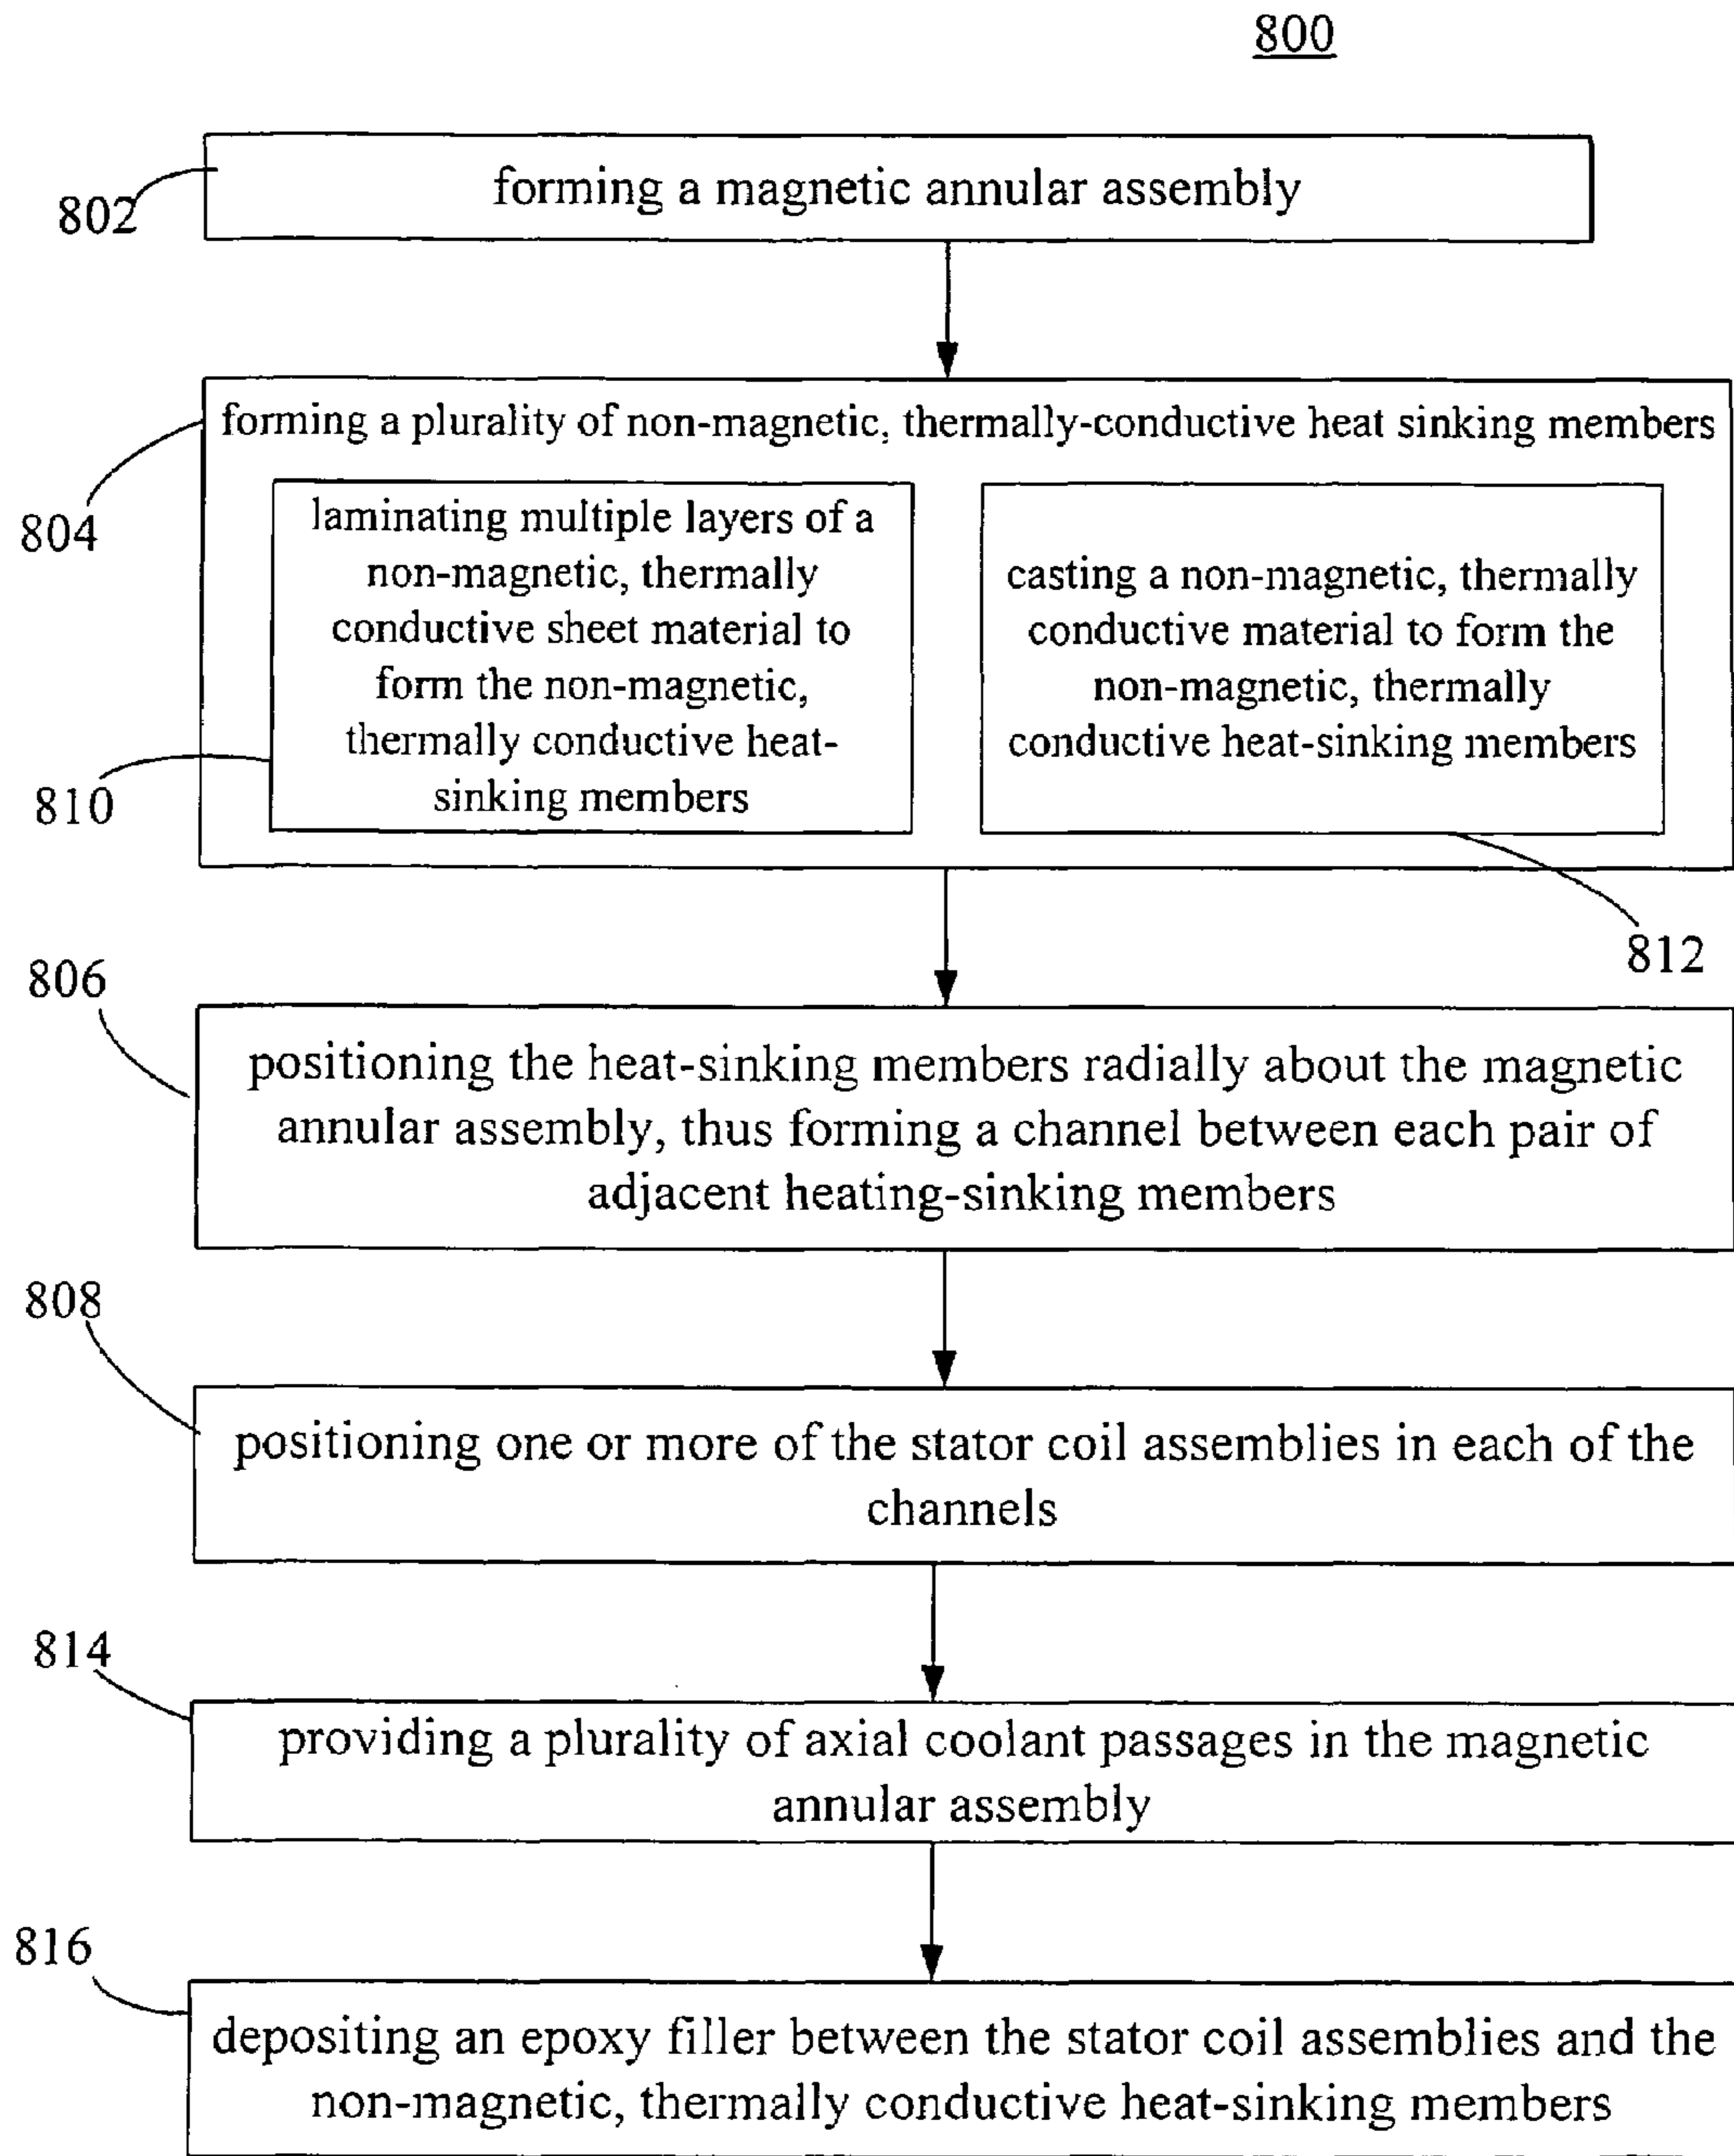 800
802
forming a magnetic annular assembly
804
forming a plurality of non-magnetic, thermally-conductive heat sinking members
810
laminating multiple layers of a
non-magnetic, thermally
conductive sheet material to
form the non-magnetic,
thermally conductive heat-
sinking members
casting a non-magnetic, thermally
conductive material to form the
non-magnetic, thermally
conductive heat-sinking members
812
806
positioning the heat-sinking members radially about the magnetic
annular assembly, thus forming a channel between each pair of
adjacent heating-sinking members
808
positioning one or more of the stator coil assemblies in each of the
channels
814
providing a plurality of axial coolant passages in the magnetic
annular assembly
816
depositing an epoxy filler between the stator coil assemblies and the
non-magnetic, thermally conductive heat-sinking members